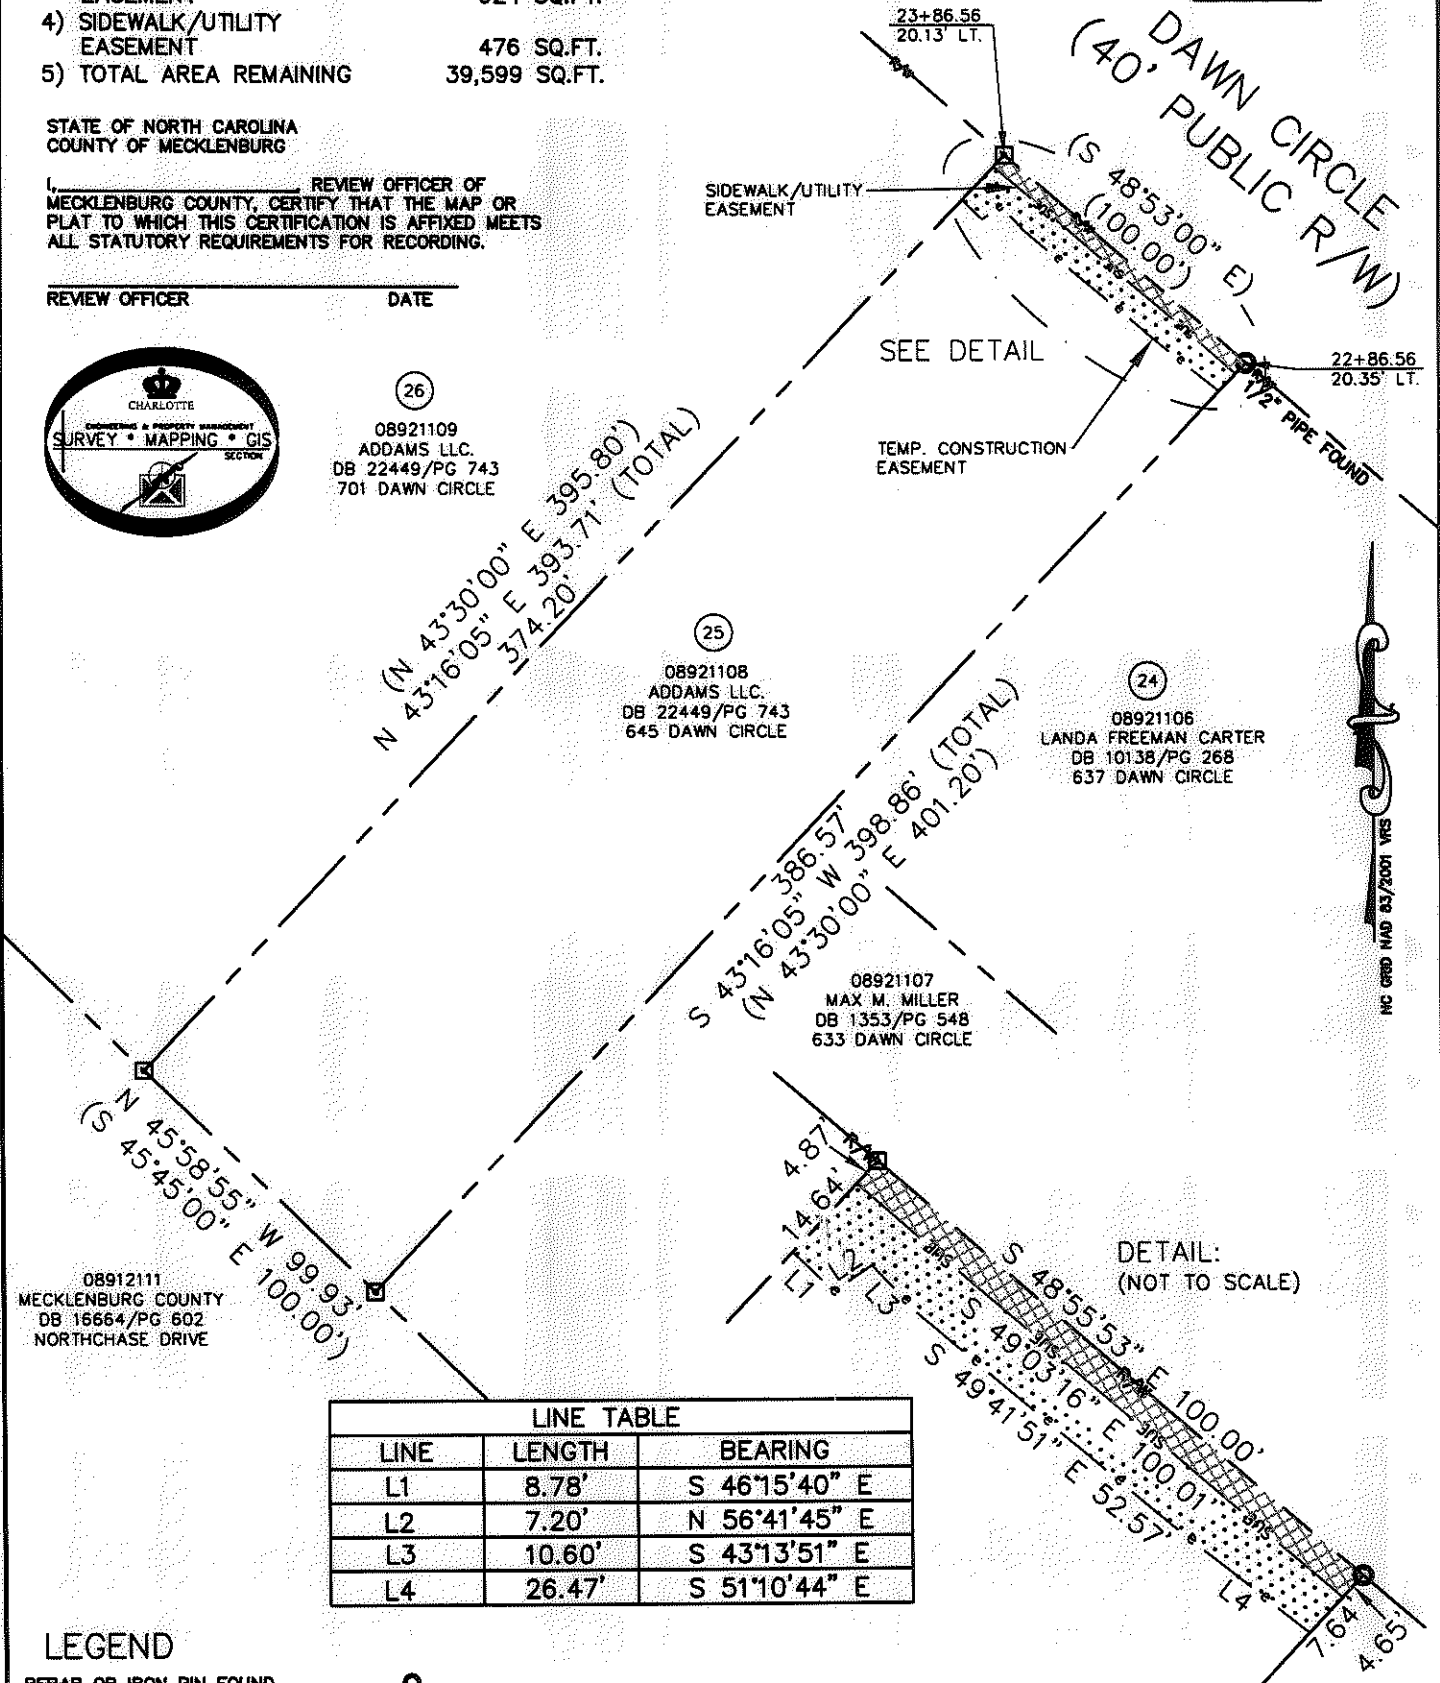 4) SIDEWALK/UTILITY
EASEMENT 476 SQ.FT.
5) TOTAL AREA REMAINING 39,599 SQ.FT.
STATE OF NORTH CAROLINA
COUNTY OF MECKLENBURG
I,____________________ REVIEW OFFICER OF
MECKLENBURG COUNTY, CERTIFY THAT THE MAP OR
PLAT TO WHICH THIS CERTIFICATION IS AFFIXED MEETS
ALL STATUTORY REQUIREMENTS FOR RECORDING.
REVIEW OFFICER DATE
CHARLOTTE
ENGINEERING & PROPERTY MANAGEMENT
SURVEY * MAPPING * GIS
SECTION
26
08921109
ADDAMS LLC.
DB 22449/PG 743
701 DAWN CIRCLE
23+86.56
20.13' LT.
DAWN CIRCLE
(40' PUBLIC R/W)
R/W
(S 48°53'00" E)
(100.00')
SIDEWALK/UTILITY
EASEMENT
SEE DETAIL
22+86.56
20.35' LT.
1/2" PIPE FOUND
TEMP. CONSTRUCTION
EASEMENT
(N 43°30'00" E 395.80')
N 43°16'05" E 393.71' (TOTAL)
374.20'
25
08921108
ADDAMS LLC.
DB 22449/PG 743
645 DAWN CIRCLE
24
08921106
LANDA FREEMAN CARTER
DB 10138/PG 268
637 DAWN CIRCLE
NC GRID NAD 83/2001 VRS
386.57'
S 43°16'05" W 398.86' (TOTAL)
(N 43°30'00" E 401.20')
08921107
MAX M. MILLER
DB 1353/PG 548
633 DAWN CIRCLE
N 45°58'55" W 99.93'
(S 45°45'00" E 100.00')
08912111
MECKLENBURG COUNTY
DB 16664/PG 602
NORTHCHASE DRIVE
4.87'
R/W
14.64'
L1
L2
L3
DETAIL:
(NOT TO SCALE)
S 48°55'53" E 100.00'
R/W
S 49°03'16" E 100.01'
S 49°41'51" E 52.57'
L4
7.64'
4.65'
LINE TABLE
LINE LENGTH BEARING
L1 8.78' S 46°15'40" E
L2 7.20' N 56°41'45" E
L3 10.60' S 43°13'51" E
L4 26.47' S 51°10'44" E
LEGEND
REBAR OR IRON PIN FOUND